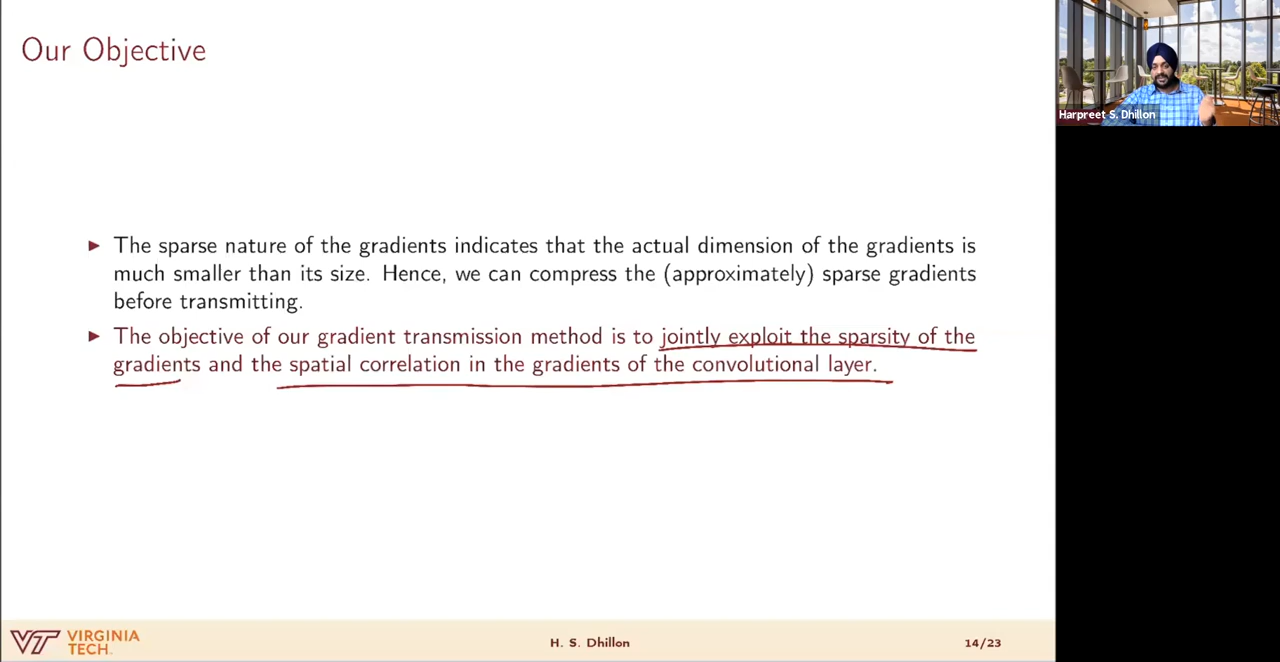 Our Objective
Harpreet S. Dhillon
► The sparse nature of the gradients indicates that the actual dimension of the gradients is
much smaller than its size. Hence, we can compress the (approximately) sparse gradients
before transmitting.
► The objective of our gradient transmission method is to jointly exploit the sparsity of the
gradients and the spatial correlation in the gradients of the convolutional layer.
VT VIRGINIA
TECH
H. S. Dhillon
14/23